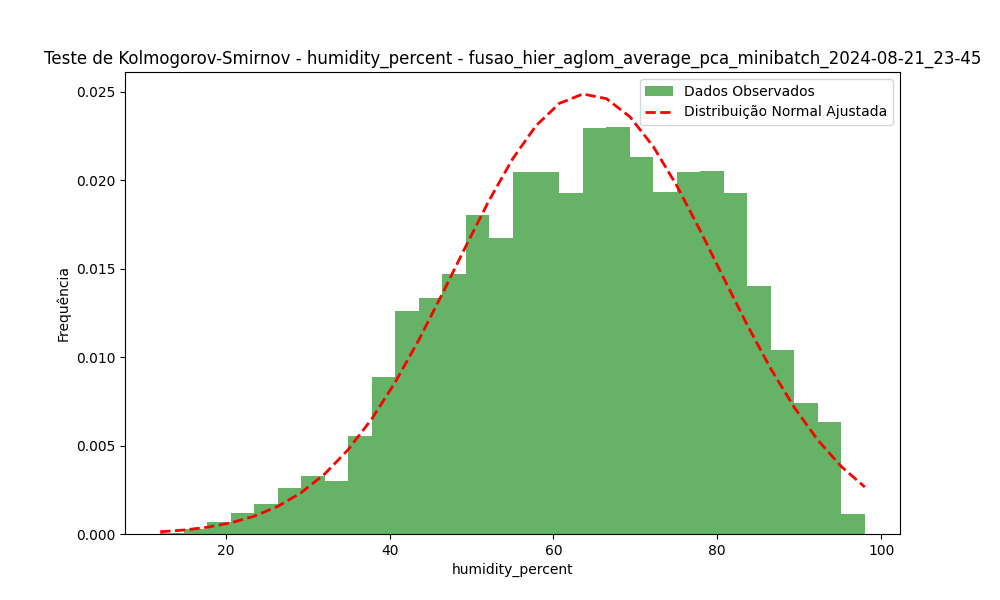 Teste de Kolmogorov-Smirnov - humidity_percent - fusao_hier_aglom_average_pca_minibatch_2024-08-21_23-45
Dados Observados
Distribuição Normal Ajustada
0.025
0.020
0.015
0.010
0.005
0.000
Frequência
20
40
60
80
100
humidity_percent